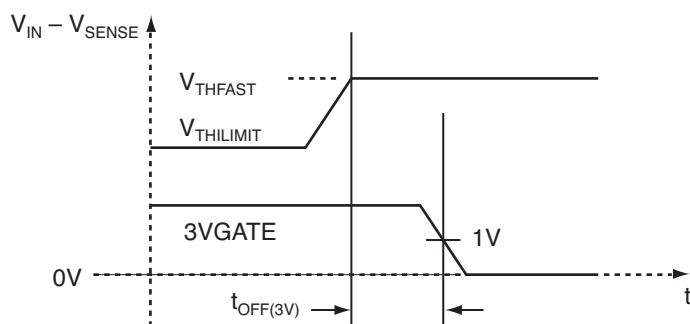 V_IN – V_SENSE
V_THFAST
V_THILIMIT
3VGATE
1V
0V
t
t_OFF(3V)